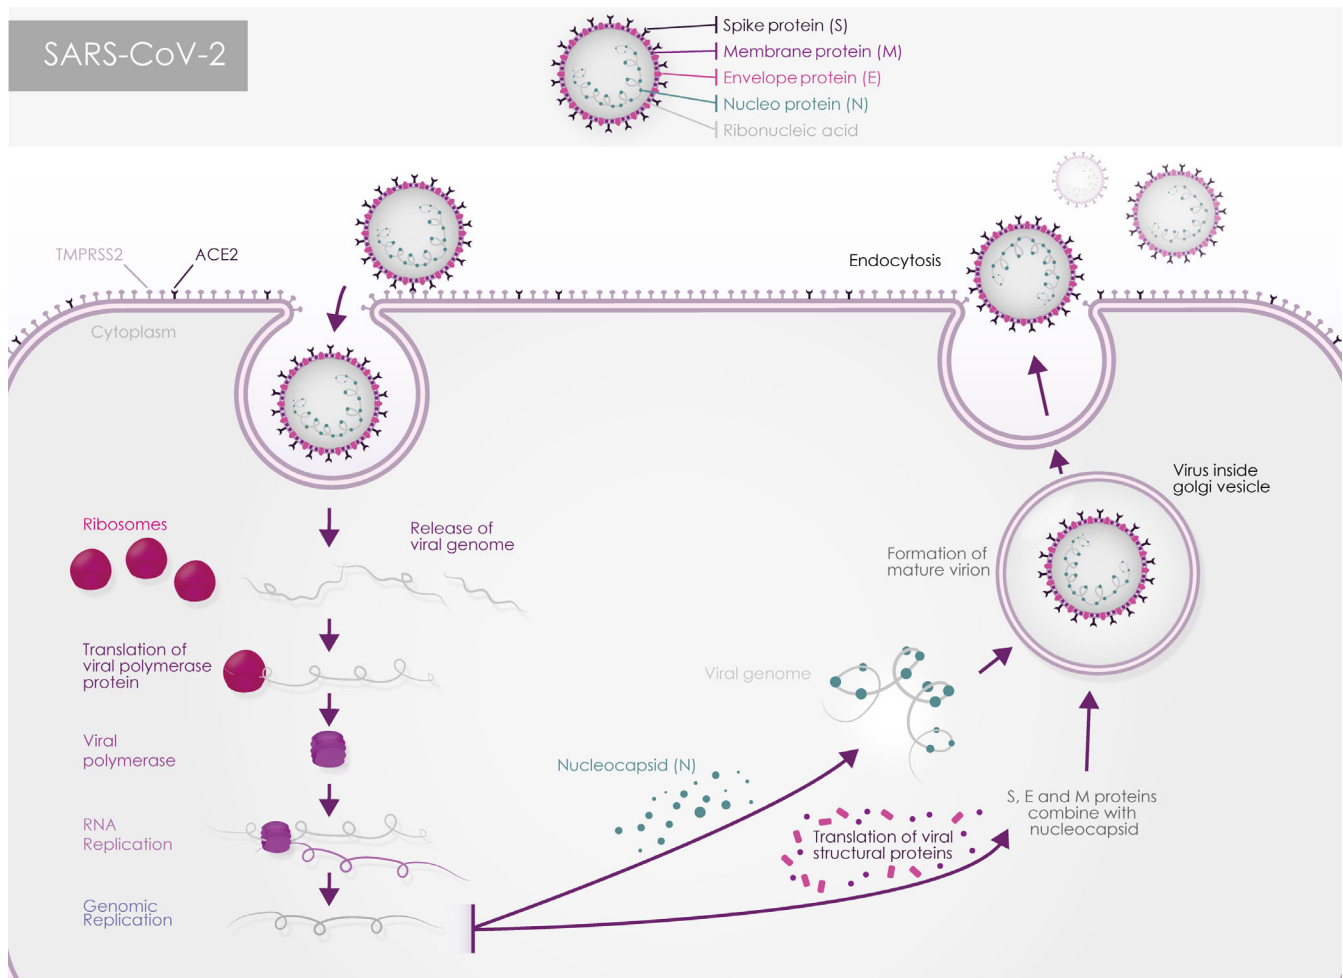 SARS-CoV-2
Spike protein (S)
Membrane protein (M)
Envelope protein (E)
Nucleo protein (N)
Ribonucleic acid
TMPRSS2
ACE2
Cytoplasm
Endocytosis
Virus inside
golgi vesicle
Ribosomes
Release of
viral genome
Formation of
mature virion
Translation of
viral polymerase
protein
Viral genome
Viral
polymerase
Nucleocapsid (N)
S, E and M proteins
combine with
nucleocapsid
RNA
Replication
Translation of viral
structural proteins
Genomic
Replication